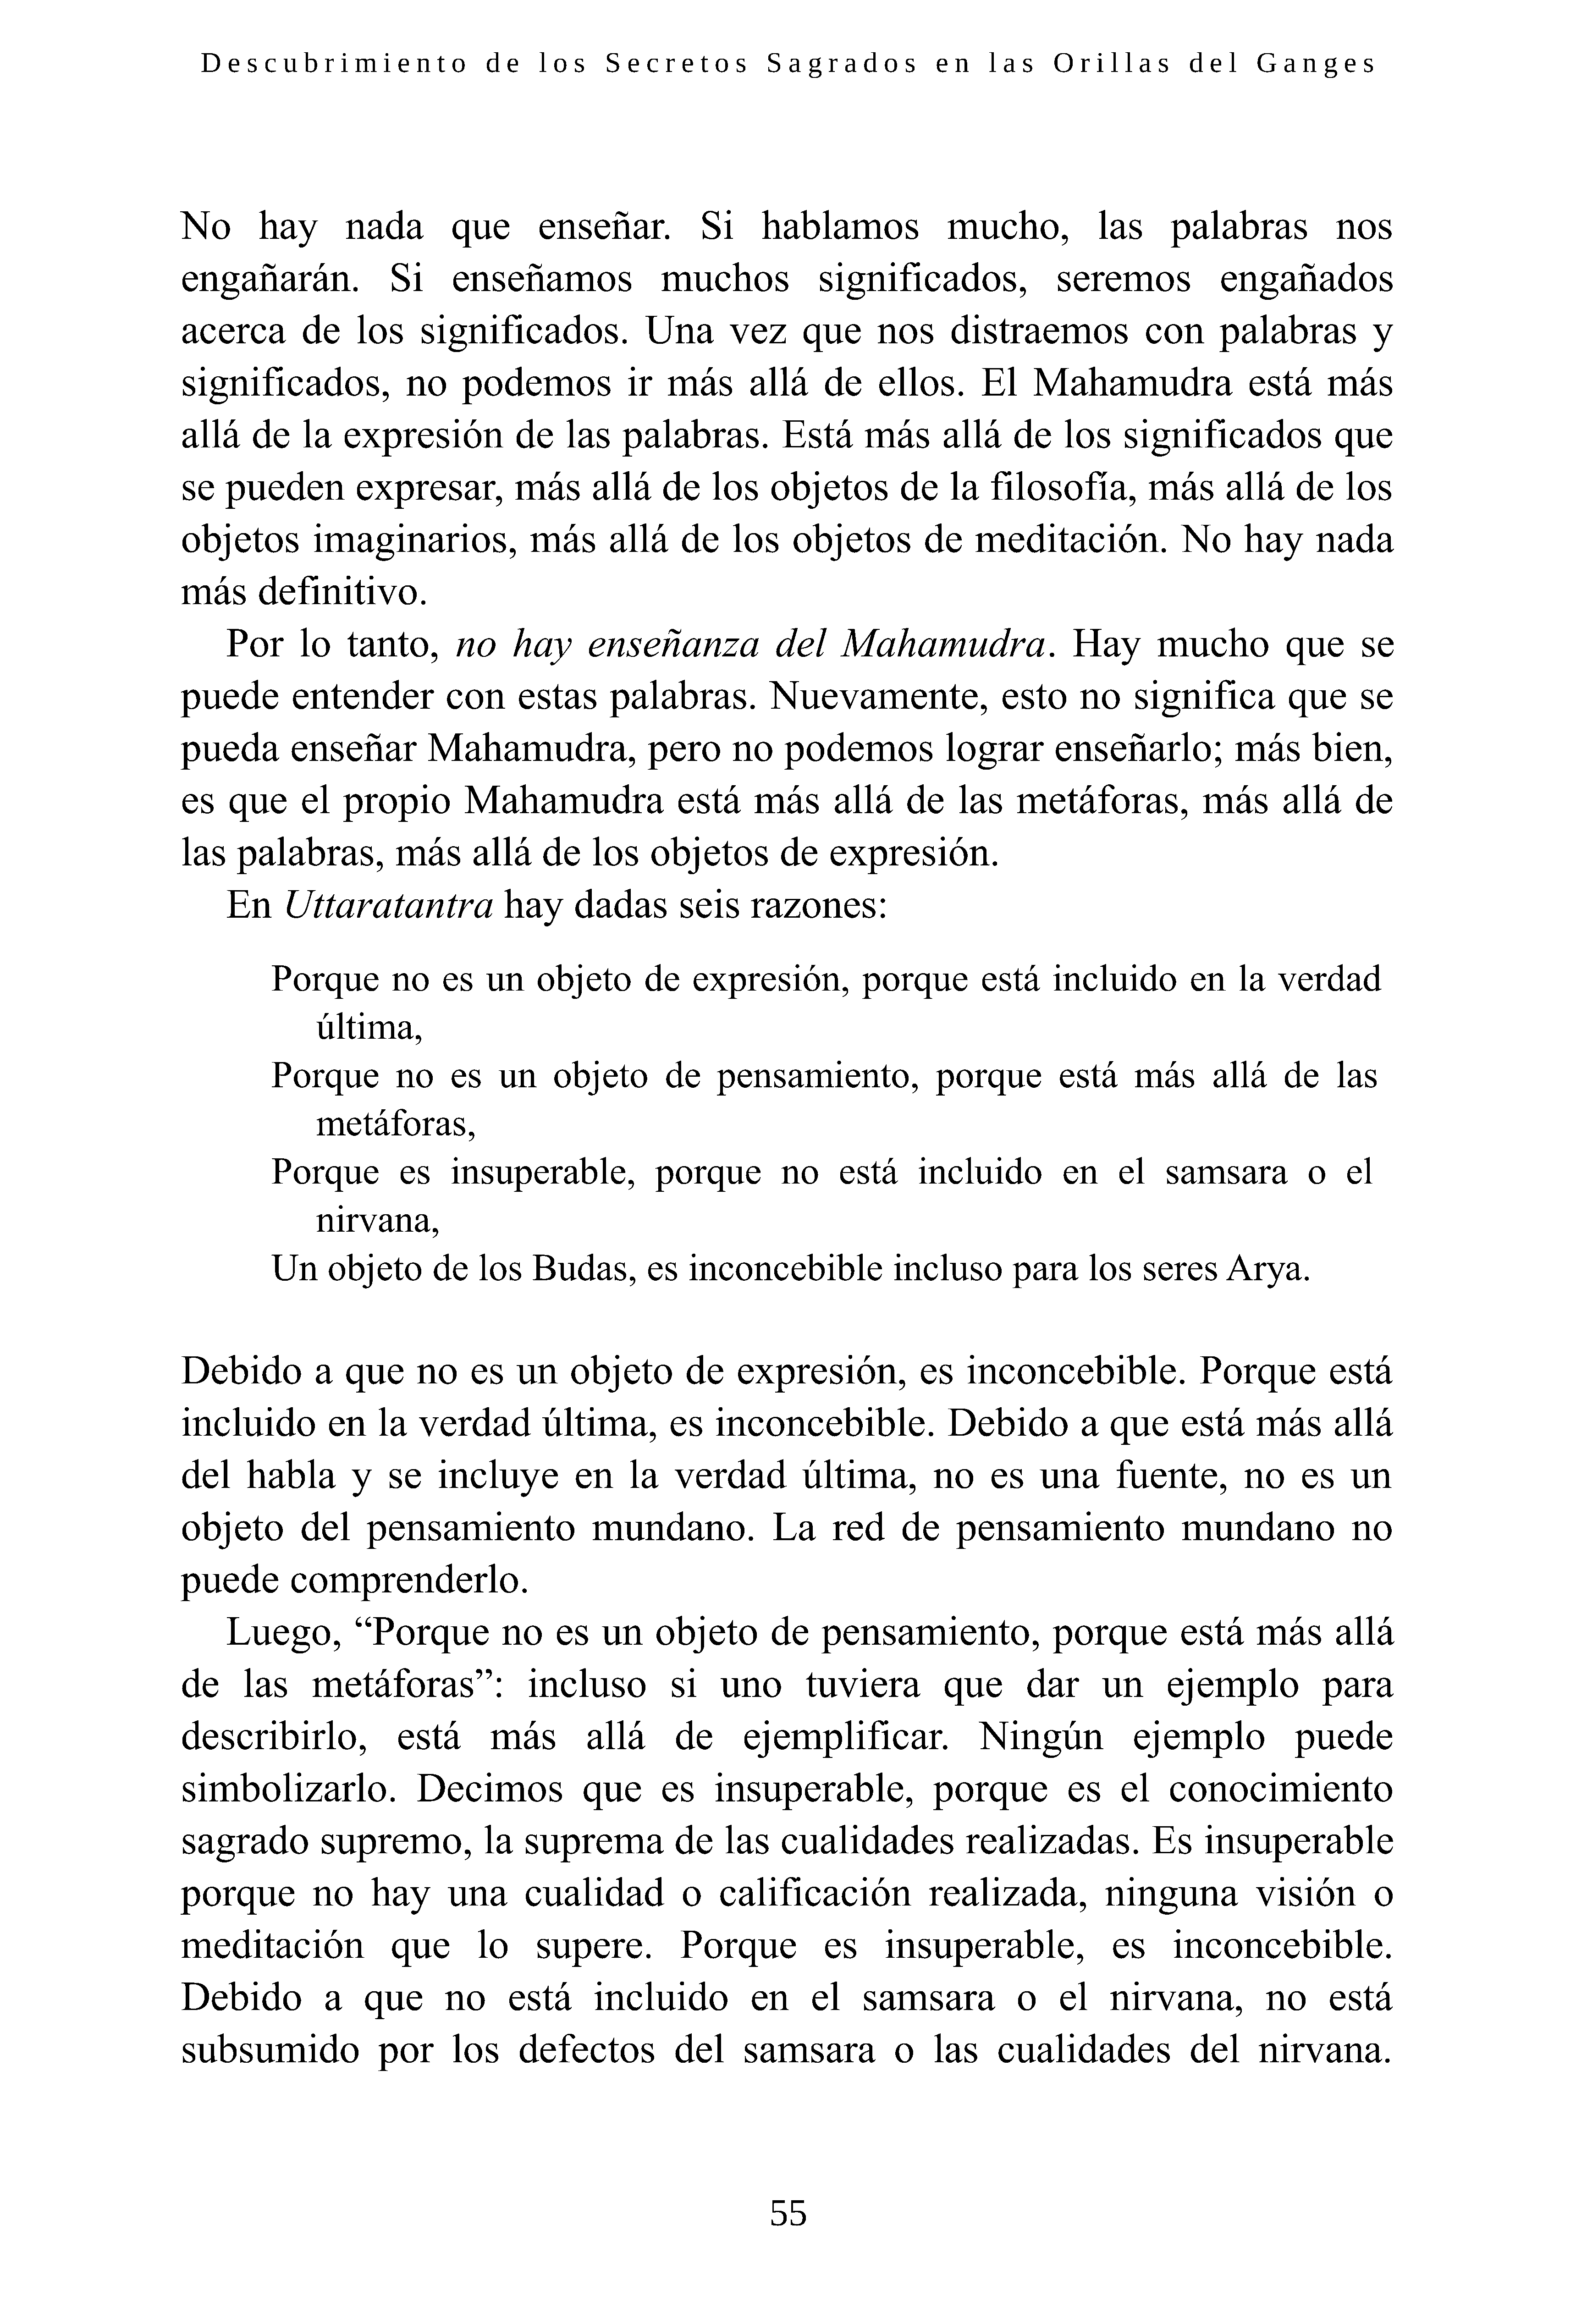 Descubrimiento de los Secretos Sagrados en las Orillas del Ganges
No hay nada que enseñar. Si hablamos mucho, las palabras nos
engañarán. Si enseñamos muchos significados, seremos engañados
acerca de los significados. Una vez que nos distraemos con palabras y
significados, no podemos ir más allá de ellos. El Mahamudra está más
allá de la expresión de las palabras. Está más allá de los significados que
se pueden expresar, más allá de los objetos de la filosofía, más allá de los
objetos imaginarios, más allá de los objetos de meditación. No hay nada
más definitivo.
Por lo tanto, no hay enseñanza del Mahamudra. Hay mucho que se
puede entender con estas palabras. Nuevamente, esto no significa que se
pueda enseñar Mahamudra, pero no podemos lograr enseñarlo; más bien,
es que el propio Mahamudra está más allá de las metáforas, más allá de
las palabras, más allá de los objetos de expresión.
En Uttaratantra hay dadas seis razones:
Porque no es un objeto de expresión, porque está incluido en la verdad
última,
Porque no es un objeto de pensamiento, porque está más allá de las
metáforas,
Porque es insuperable, porque no está incluido en el samsara o el
nirvana,
Un objeto de los Budas, es inconcebible incluso para los seres Arya.
Debido a que no es un objeto de expresión, es inconcebible. Porque está
incluido en la verdad última, es inconcebible. Debido a que está más allá
del habla y se incluye en la verdad última, no es una fuente, no es un
objeto del pensamiento mundano. La red de pensamiento mundano no
puede comprenderlo.
Luego, “Porque no es un objeto de pensamiento, porque está más allá
de las metáforas”: incluso si uno tuviera que dar un ejemplo para
describirlo, está más allá de ejemplificar. Ningún ejemplo puede
simbolizarlo. Decimos que es insuperable, porque es el conocimiento
sagrado supremo, la suprema de las cualidades realizadas. Es insuperable
porque no hay una cualidad o calificación realizada, ninguna visión o
meditación que lo supere. Porque es insuperable, es inconcebible.
Debido a que no está incluido en el samsara o el nirvana, no está
subsumido por los defectos del samsara o las cualidades del nirvana.
55